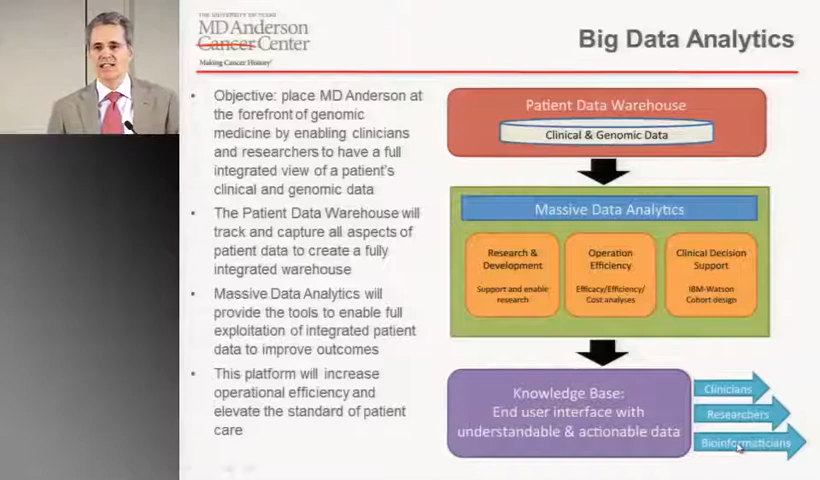 THE UNIVERSITY OF TEXAS
MD Anderson
Cancer Center
Making Cancer History®
Big Data Analytics
• Objective: place MD Anderson at
the forefront of genomic
medicine by enabling clinicians
and researchers to have a full
integrated view of a patient's
clinical and genomic data
• The Patient Data Warehouse will
track and capture all aspects of
patient data to create a fully
integrated warehouse
• Massive Data Analytics will
provide the tools to enable full
exploitation of integrated patient
data to improve outcomes
• This platform will increase
operational efficiency and
elevate the standard of patient
care
Patient Data Warehouse
Clinical & Genomic Data
Massive Data Analytics
Research &
Development
Support and enable
research
Operation
Efficiency
Efficacy/Efficiency/
Cost analyses
Clinical Decision
Support
IBM-Watson
Cohort design
Knowledge Base:
End user interface with
understandable & actionable data
Clinicians
Researchers
Bioinformaticians